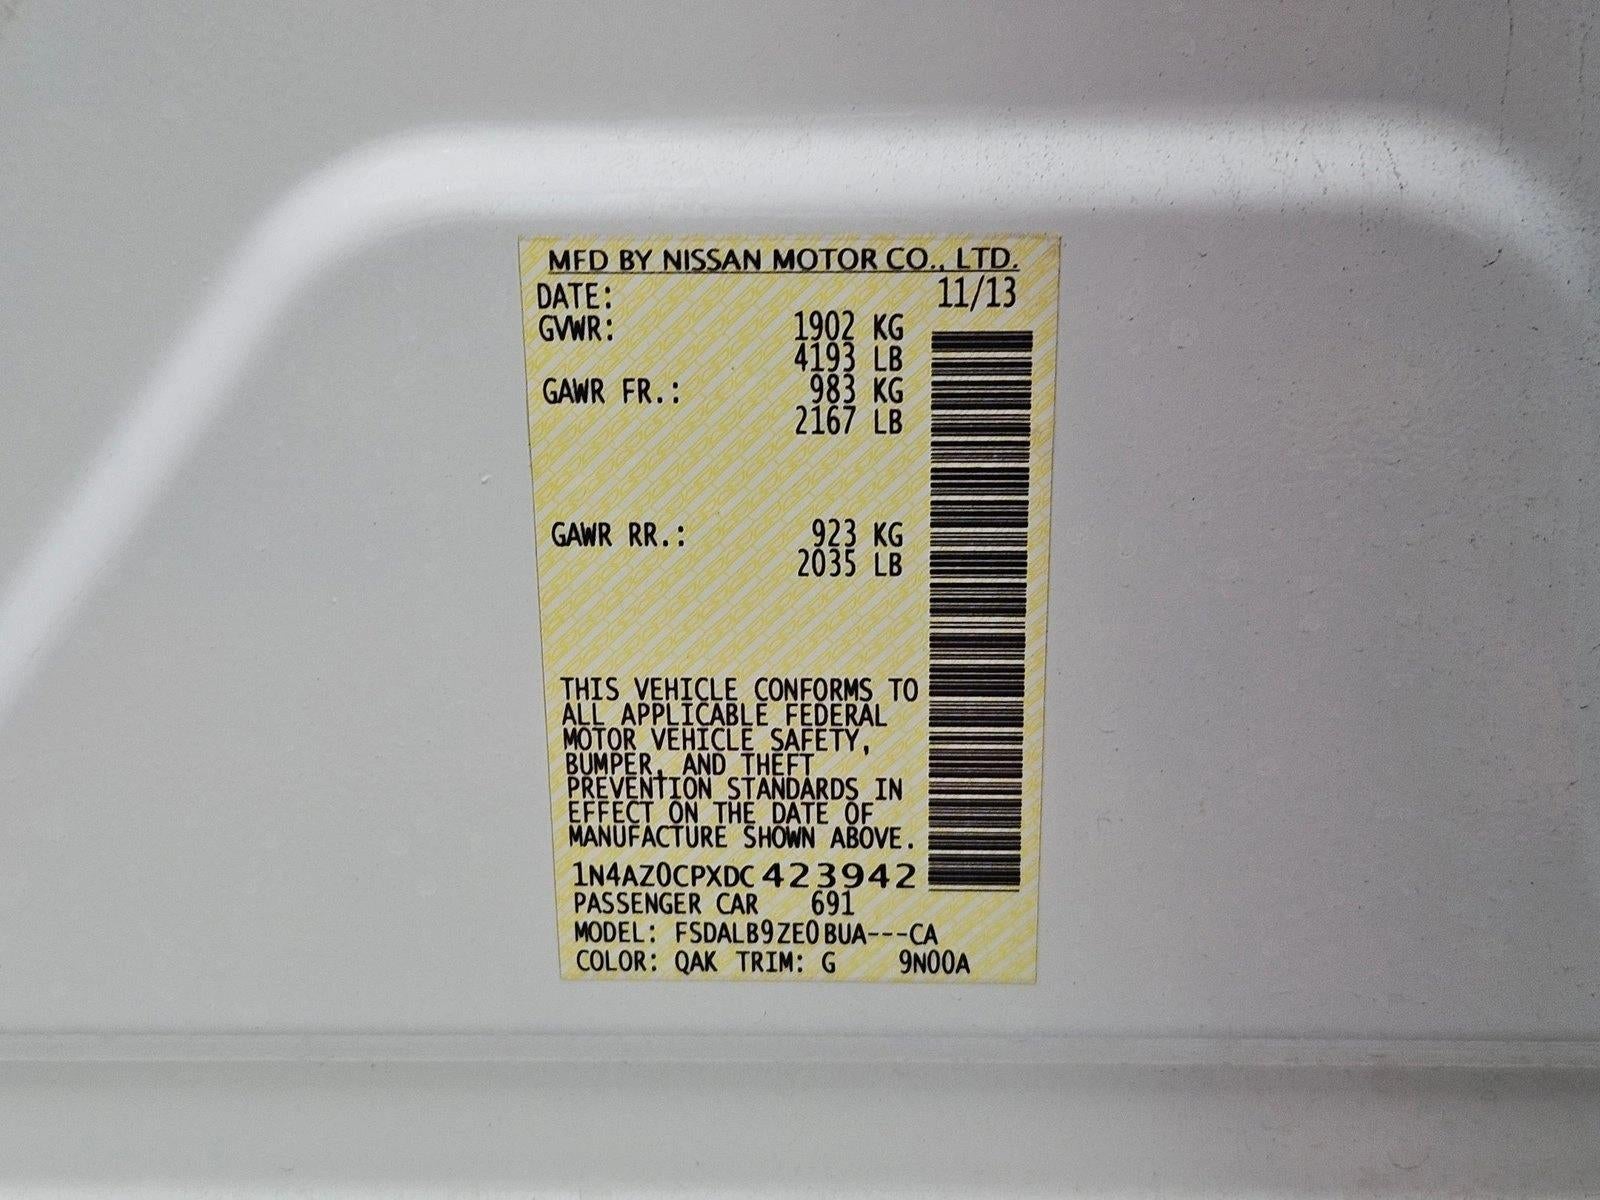 MFD BY NISSAN MOTOR CO., LTD.
DATE: 11/13
GVWR: 1902 KG
4193 LB
GAWR FR.: 983 KG
2167 LB
GAWR RR.: 923 KG
2035 LB
THIS VEHICLE CONFORMS TO
ALL APPLICABLE FEDERAL
MOTOR VEHICLE SAFETY,
BUMPER, AND THEFT
PREVENTION STANDARDS IN
EFFECT ON THE DATE OF
MANUFACTURE SHOWN ABOVE.
1N4AZ0CPXDC423942
PASSENGER CAR 691
MODEL: FSDALB9ZE0BUA---CA
COLOR: QAK TRIM: G 9N00A